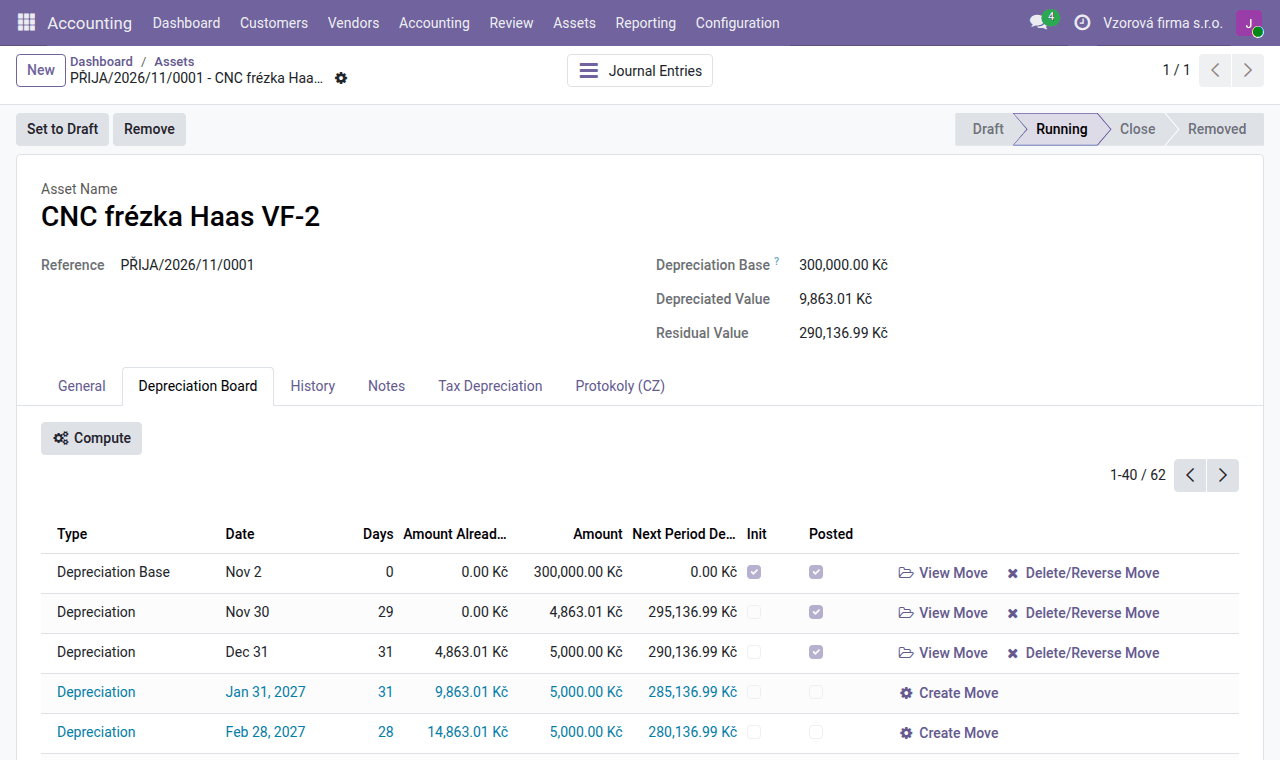 Accounting Dashboard Customers Vendors Accounting Review Assets Reporting Configuration 4 Vzorová firma s.r.o. J
New Dashboard / Assets
PŘIJA/2026/11/0001 - CNC frézka Haa...
Journal Entries
1 / 1
Set to Draft Remove Draft Running Close Removed
Asset Name
CNC frézka Haas VF-2
Reference PŘIJA/2026/11/0001 Depreciation Base ? 300,000.00 Kč
Depreciated Value 9,863.01 Kč
Residual Value 290,136.99 Kč
General Depreciation Board History Notes Tax Depreciation Protokoly (CZ)
Compute
1-40 / 62
Type Date Days Amount Alread... Amount Next Period De... Init Posted
Depreciation Base Nov 2 0 0.00 Kč 300,000.00 Kč 0.00 Kč View Move Delete/Reverse Move
Depreciation Nov 30 29 0.00 Kč 4,863.01 Kč 295,136.99 Kč View Move Delete/Reverse Move
Depreciation Dec 31 31 4,863.01 Kč 5,000.00 Kč 290,136.99 Kč View Move Delete/Reverse Move
Depreciation Jan 31, 2027 31 9,863.01 Kč 5,000.00 Kč 285,136.99 Kč Create Move
Depreciation Feb 28, 2027 28 14,863.01 Kč 5,000.00 Kč 280,136.99 Kč Create Move